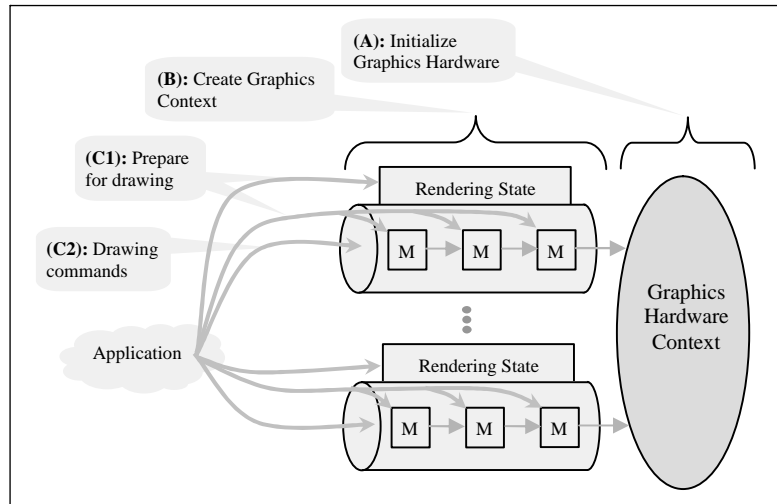 (A): Initialize
Graphics Hardware
(B): Create Graphics
Context
(C1): Prepare
for drawing
Rendering State
(C2): Drawing
commands
M M M
Graphics
Hardware
Context
Application
Rendering State
M M M